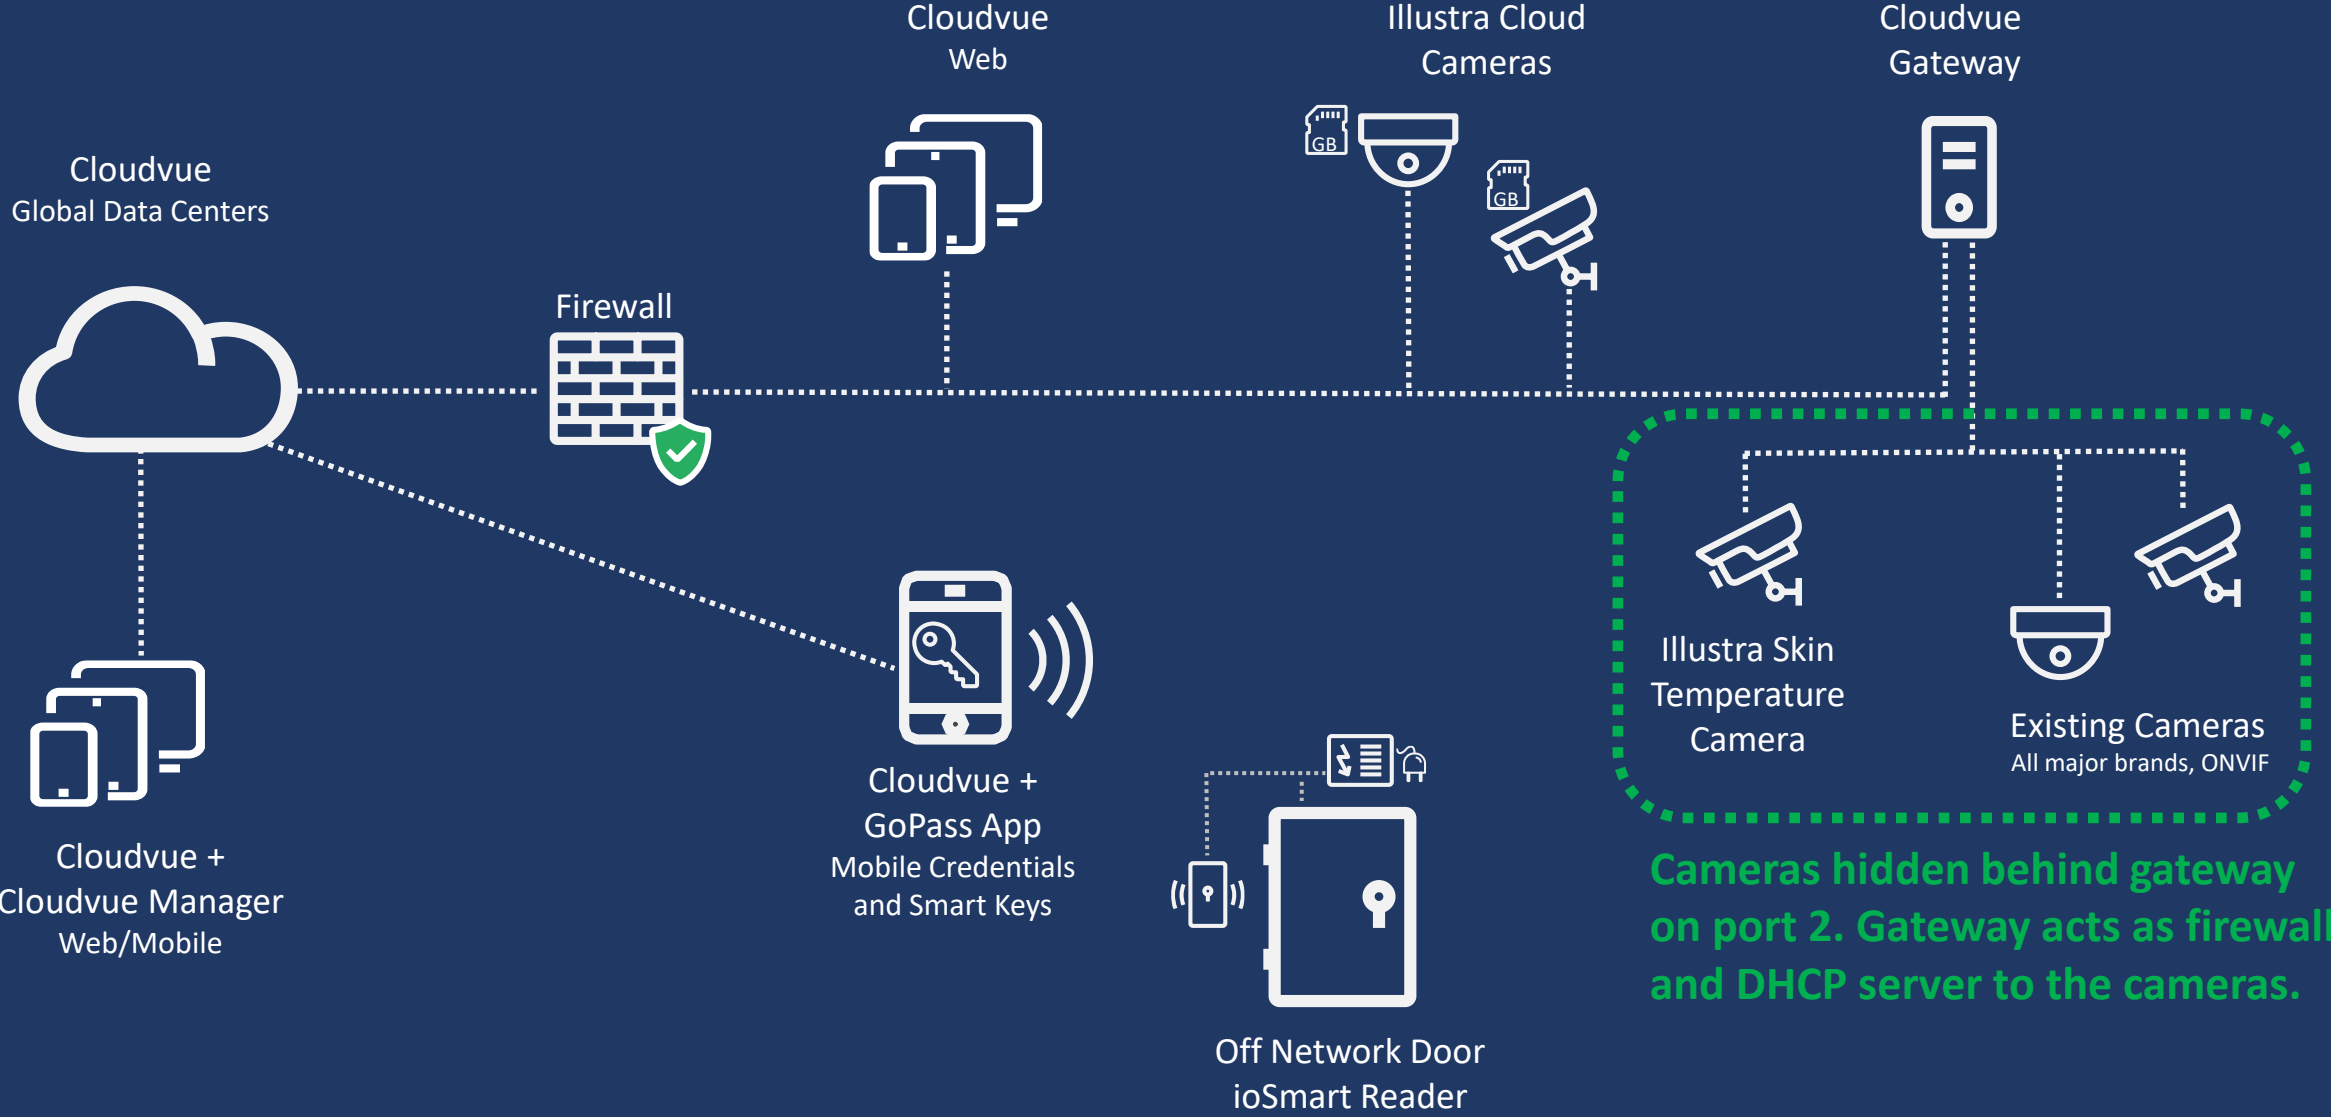 Cloudvue
Web
Illustra Cloud
Cameras
Cloudvue
Gateway
GB
GB
Cloudvue
Global Data Centers
Firewall
Illustra Skin
Temperature
Camera
Existing Cameras
All major brands, ONVIF
Cloudvue +
GoPass App
Mobile Credentials
and Smart Keys
Cloudvue +
Cloudvue Manager
Web/Mobile
Cameras hidden behind gateway
on port 2. Gateway acts as firewall
and DHCP server to the cameras.
Off Network Door
ioSmart Reader